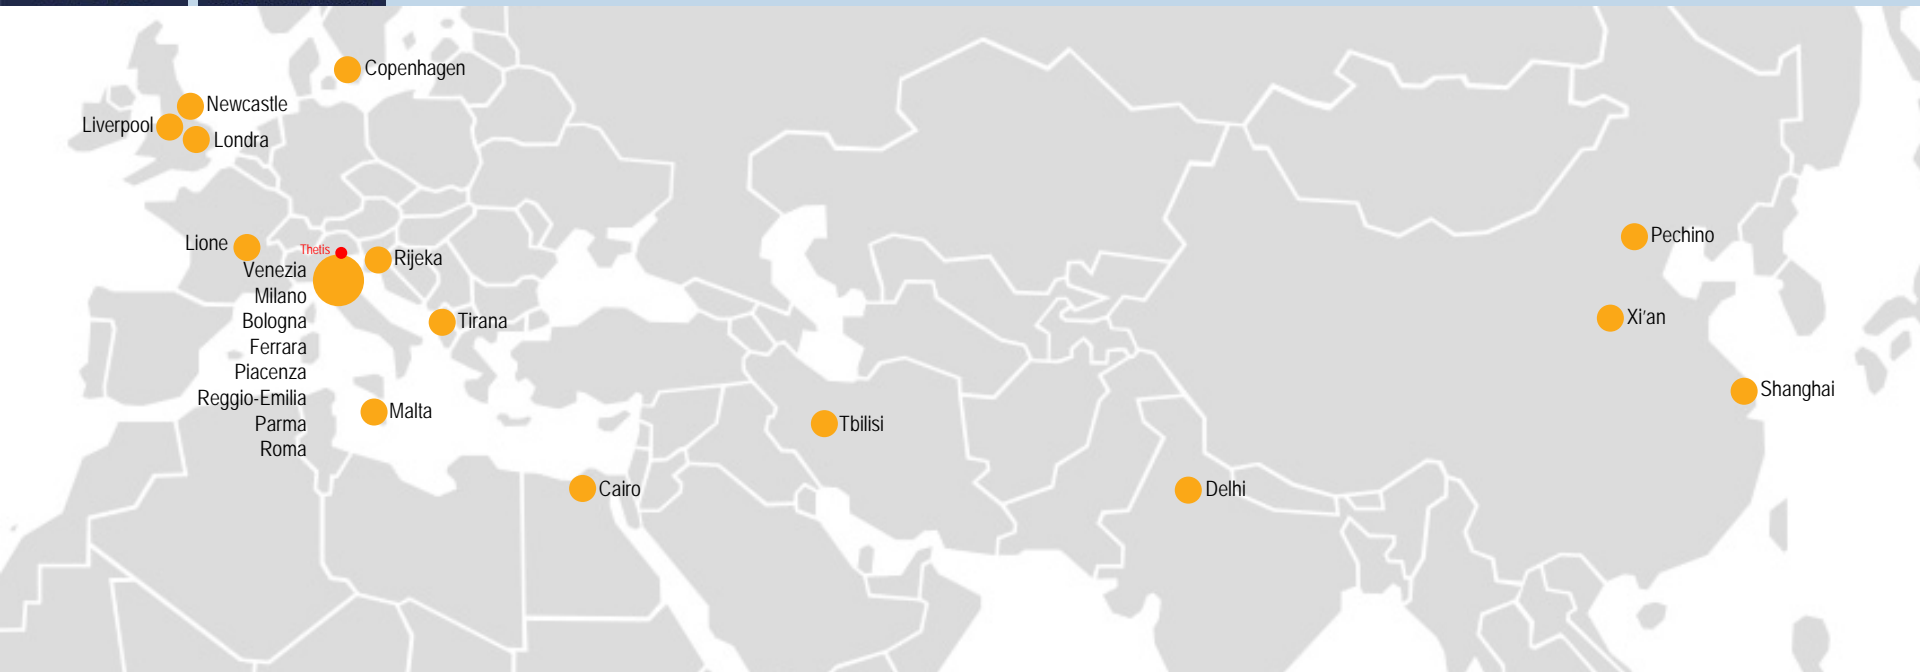 Copenhagen
Newcastle
Liverpool
Londra
Lione
Thetis
Rijeka
Venezia
Milano
Bologna
Ferrara
Piacenza
Reggio-Emilia
Parma
Roma
Tirana
Malta
Cairo
Tbilisi
Delhi
Pechino
Xi'an
Shanghai